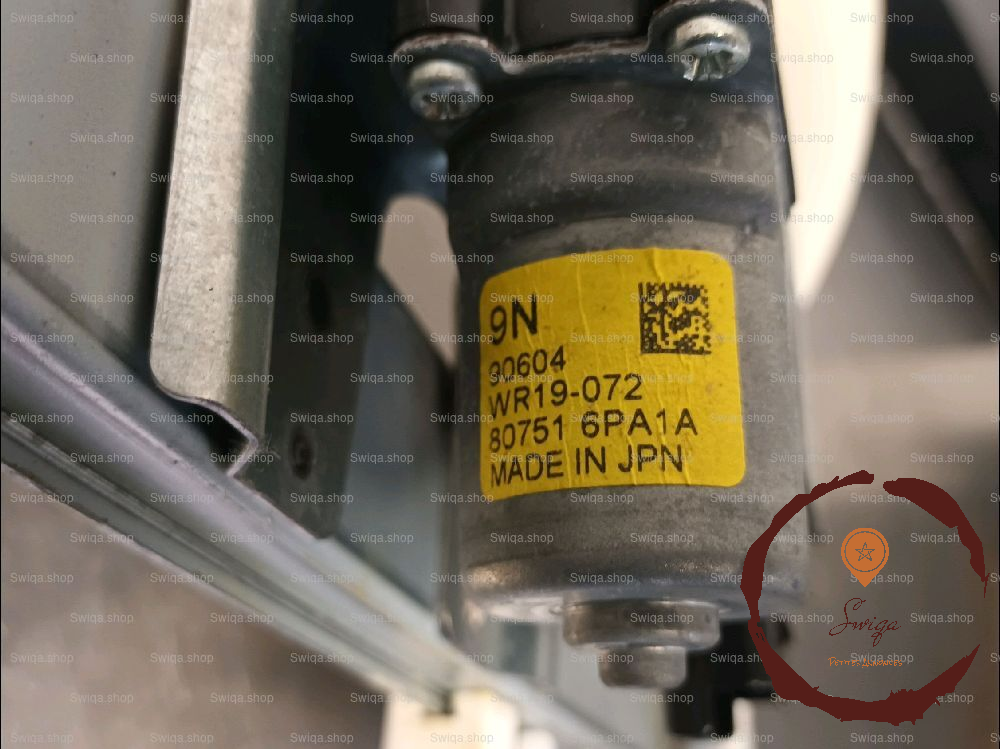 9N
90604
WR19-072
80751 6PA1A
MADE IN JPN
Swiqa
Swiqa.shop